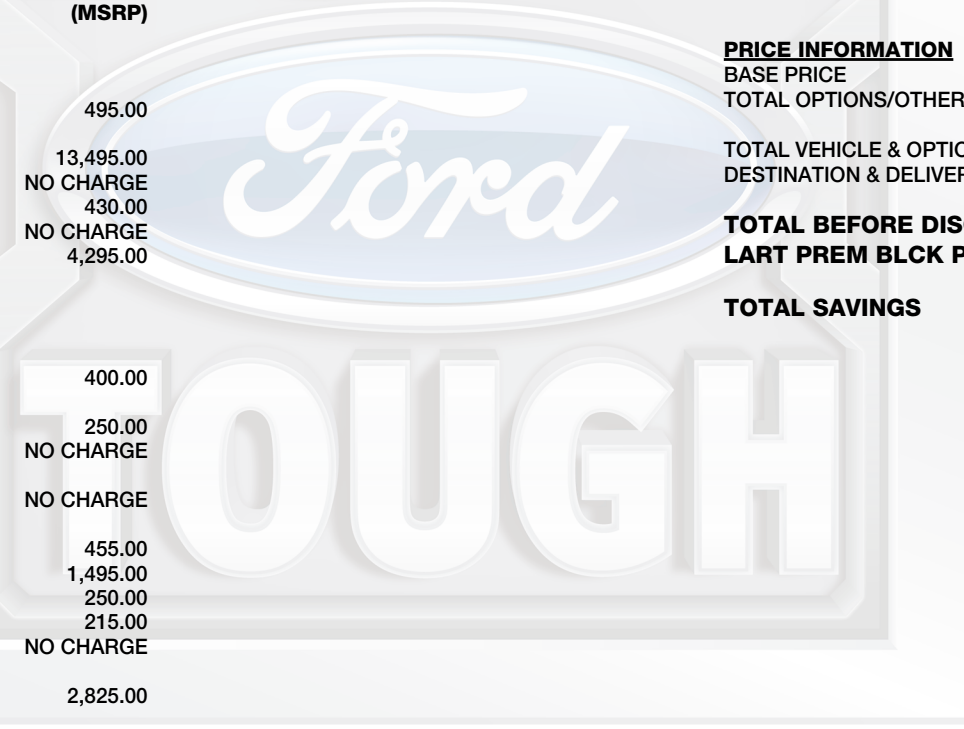 (MSRP)
495.00
13,495.00
NO CHARGE
430.00
NO CHARGE
4,295.00
400.00
250.00
NO CHARGE
NO CHARGE
455.00
1,495.00
250.00
215.00
NO CHARGE
2,825.00
PRICE INFORMATION
BASE PRICE
TOTAL OPTIONS/OTHER
TOTAL VEHICLE & OPTIO
DESTINATION & DELIVER
TOTAL BEFORE DIS
LART PREM BLCK P
TOTAL SAVINGS
Ford
TOUGH